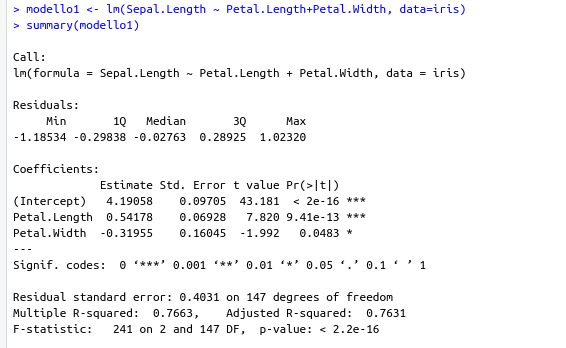 > modello1 <- lm(Sepal.Length ~ Petal.Length+Petal.Width, data=iris)
> summary(modello1)

Call:
lm(formula = Sepal.Length ~ Petal.Length + Petal.Width, data = iris)

Residuals:
     Min       1Q   Median       3Q      Max
-1.18534 -0.29838 -0.02763  0.28925  1.02320

Coefficients:
             Estimate Std. Error t value Pr(>|t|)
(Intercept)   4.19058    0.09705  43.181  < 2e-16 ***
Petal.Length  0.54178    0.06928   7.820 9.41e-13 ***
Petal.Width  -0.31955    0.16045  -1.992   0.0483 *
---
Signif. codes:  0 ‘***’ 0.001 ‘**’ 0.01 ‘*’ 0.05 ‘.’ 0.1 ‘ ’ 1

Residual standard error: 0.4031 on 147 degrees of freedom
Multiple R-squared:  0.7663,	Adjusted R-squared:  0.7631
F-statistic:   241 on 2 and 147 DF,  p-value: < 2.2e-16